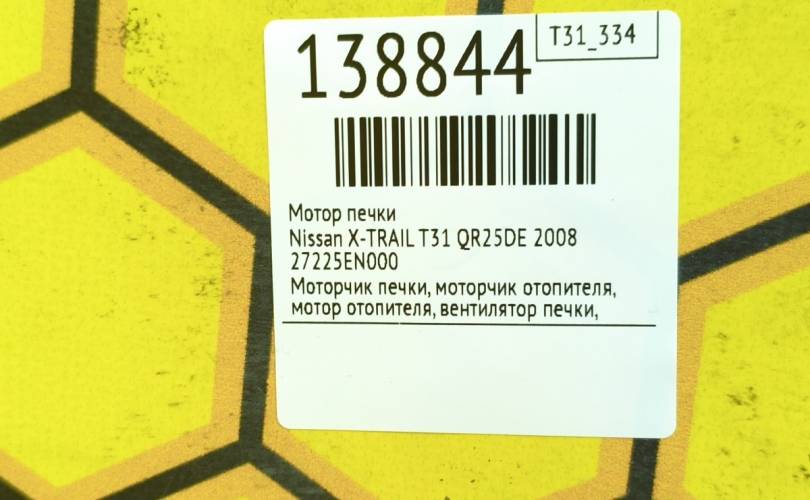 138844
T31_334
Мотор печки
Nissan X-TRAIL T31 QR25DE 2008
27225EN000
Моторчик печки, моторчик отопителя,
мотор отопителя, вентилятор печки,